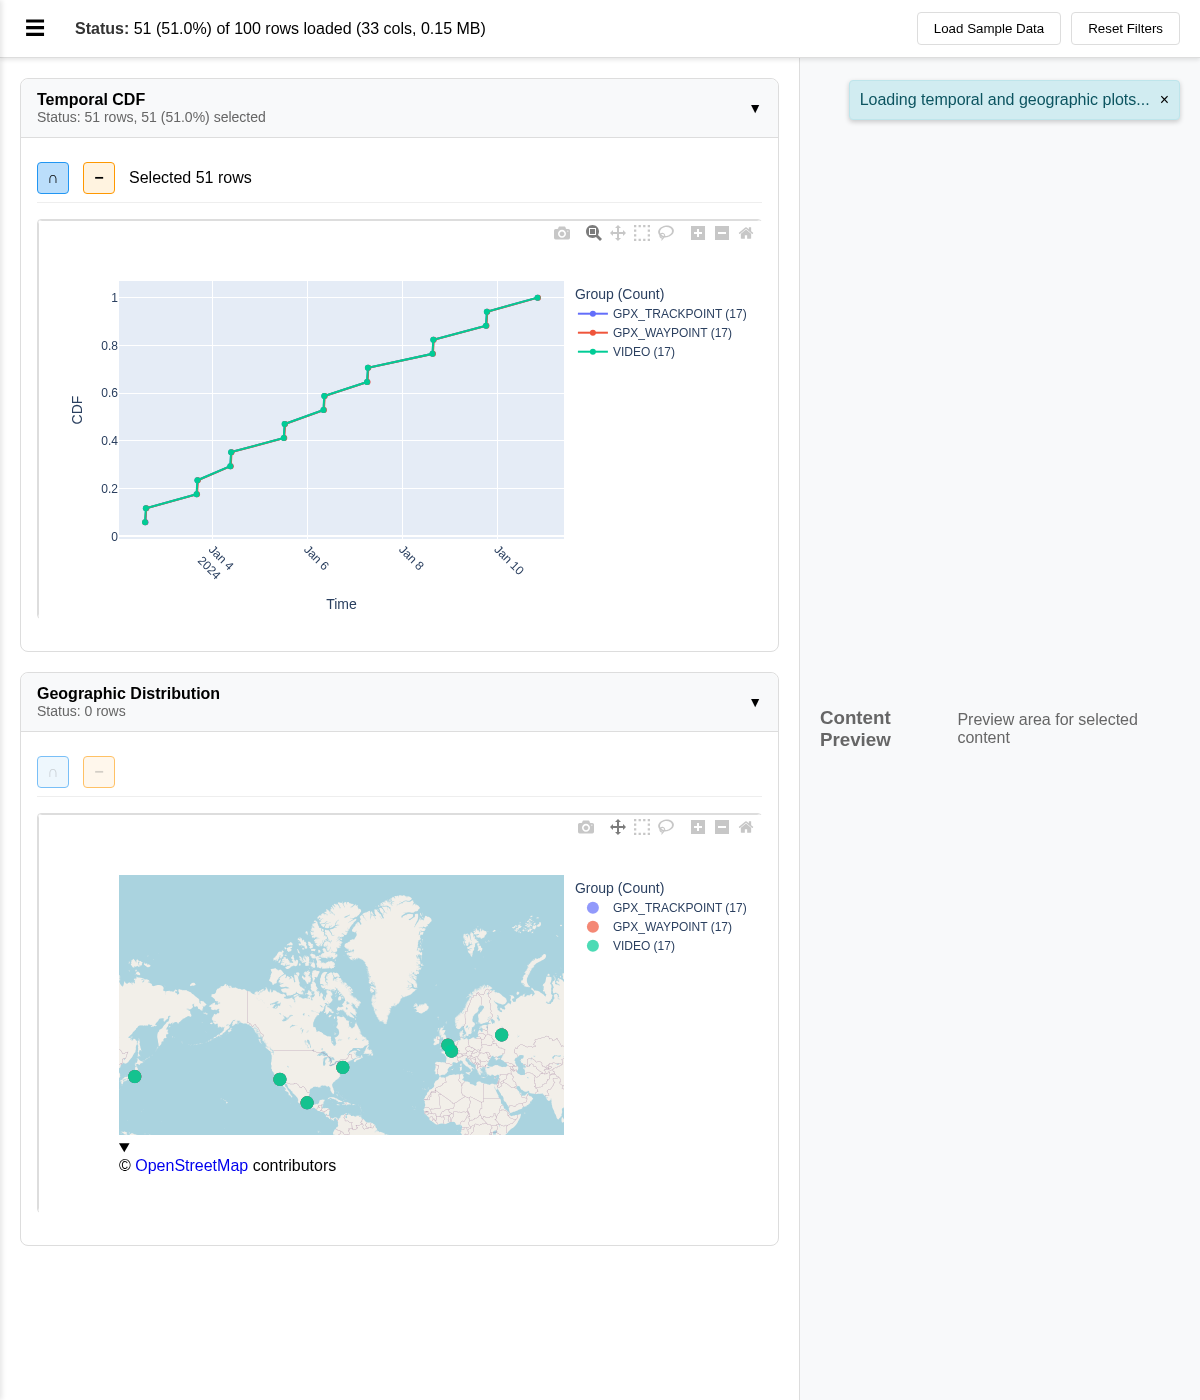 ☰
Status: 51 (51.0%) of 100 rows loaded (33 cols, 0.15 MB)
Load Sample Data
Reset Filters
Loading temporal and geographic plots... ×
Temporal CDF
Status: 51 rows, 51 (51.0%) selected
▼
∩
−
Selected 51 rows
Group (Count)
GPX_TRACKPOINT (17)
GPX_WAYPOINT (17)
VIDEO (17)
CDF
1
0.8
0.6
0.4
0.2
0
Jan 4
2024
Jan 6
Jan 8
Jan 10
Time
Geographic Distribution
Status: 0 rows
▼
∩
−
Group (Count)
GPX_TRACKPOINT (17)
GPX_WAYPOINT (17)
VIDEO (17)
▼
© OpenStreetMap contributors
Content
Preview
Preview area for selected
content